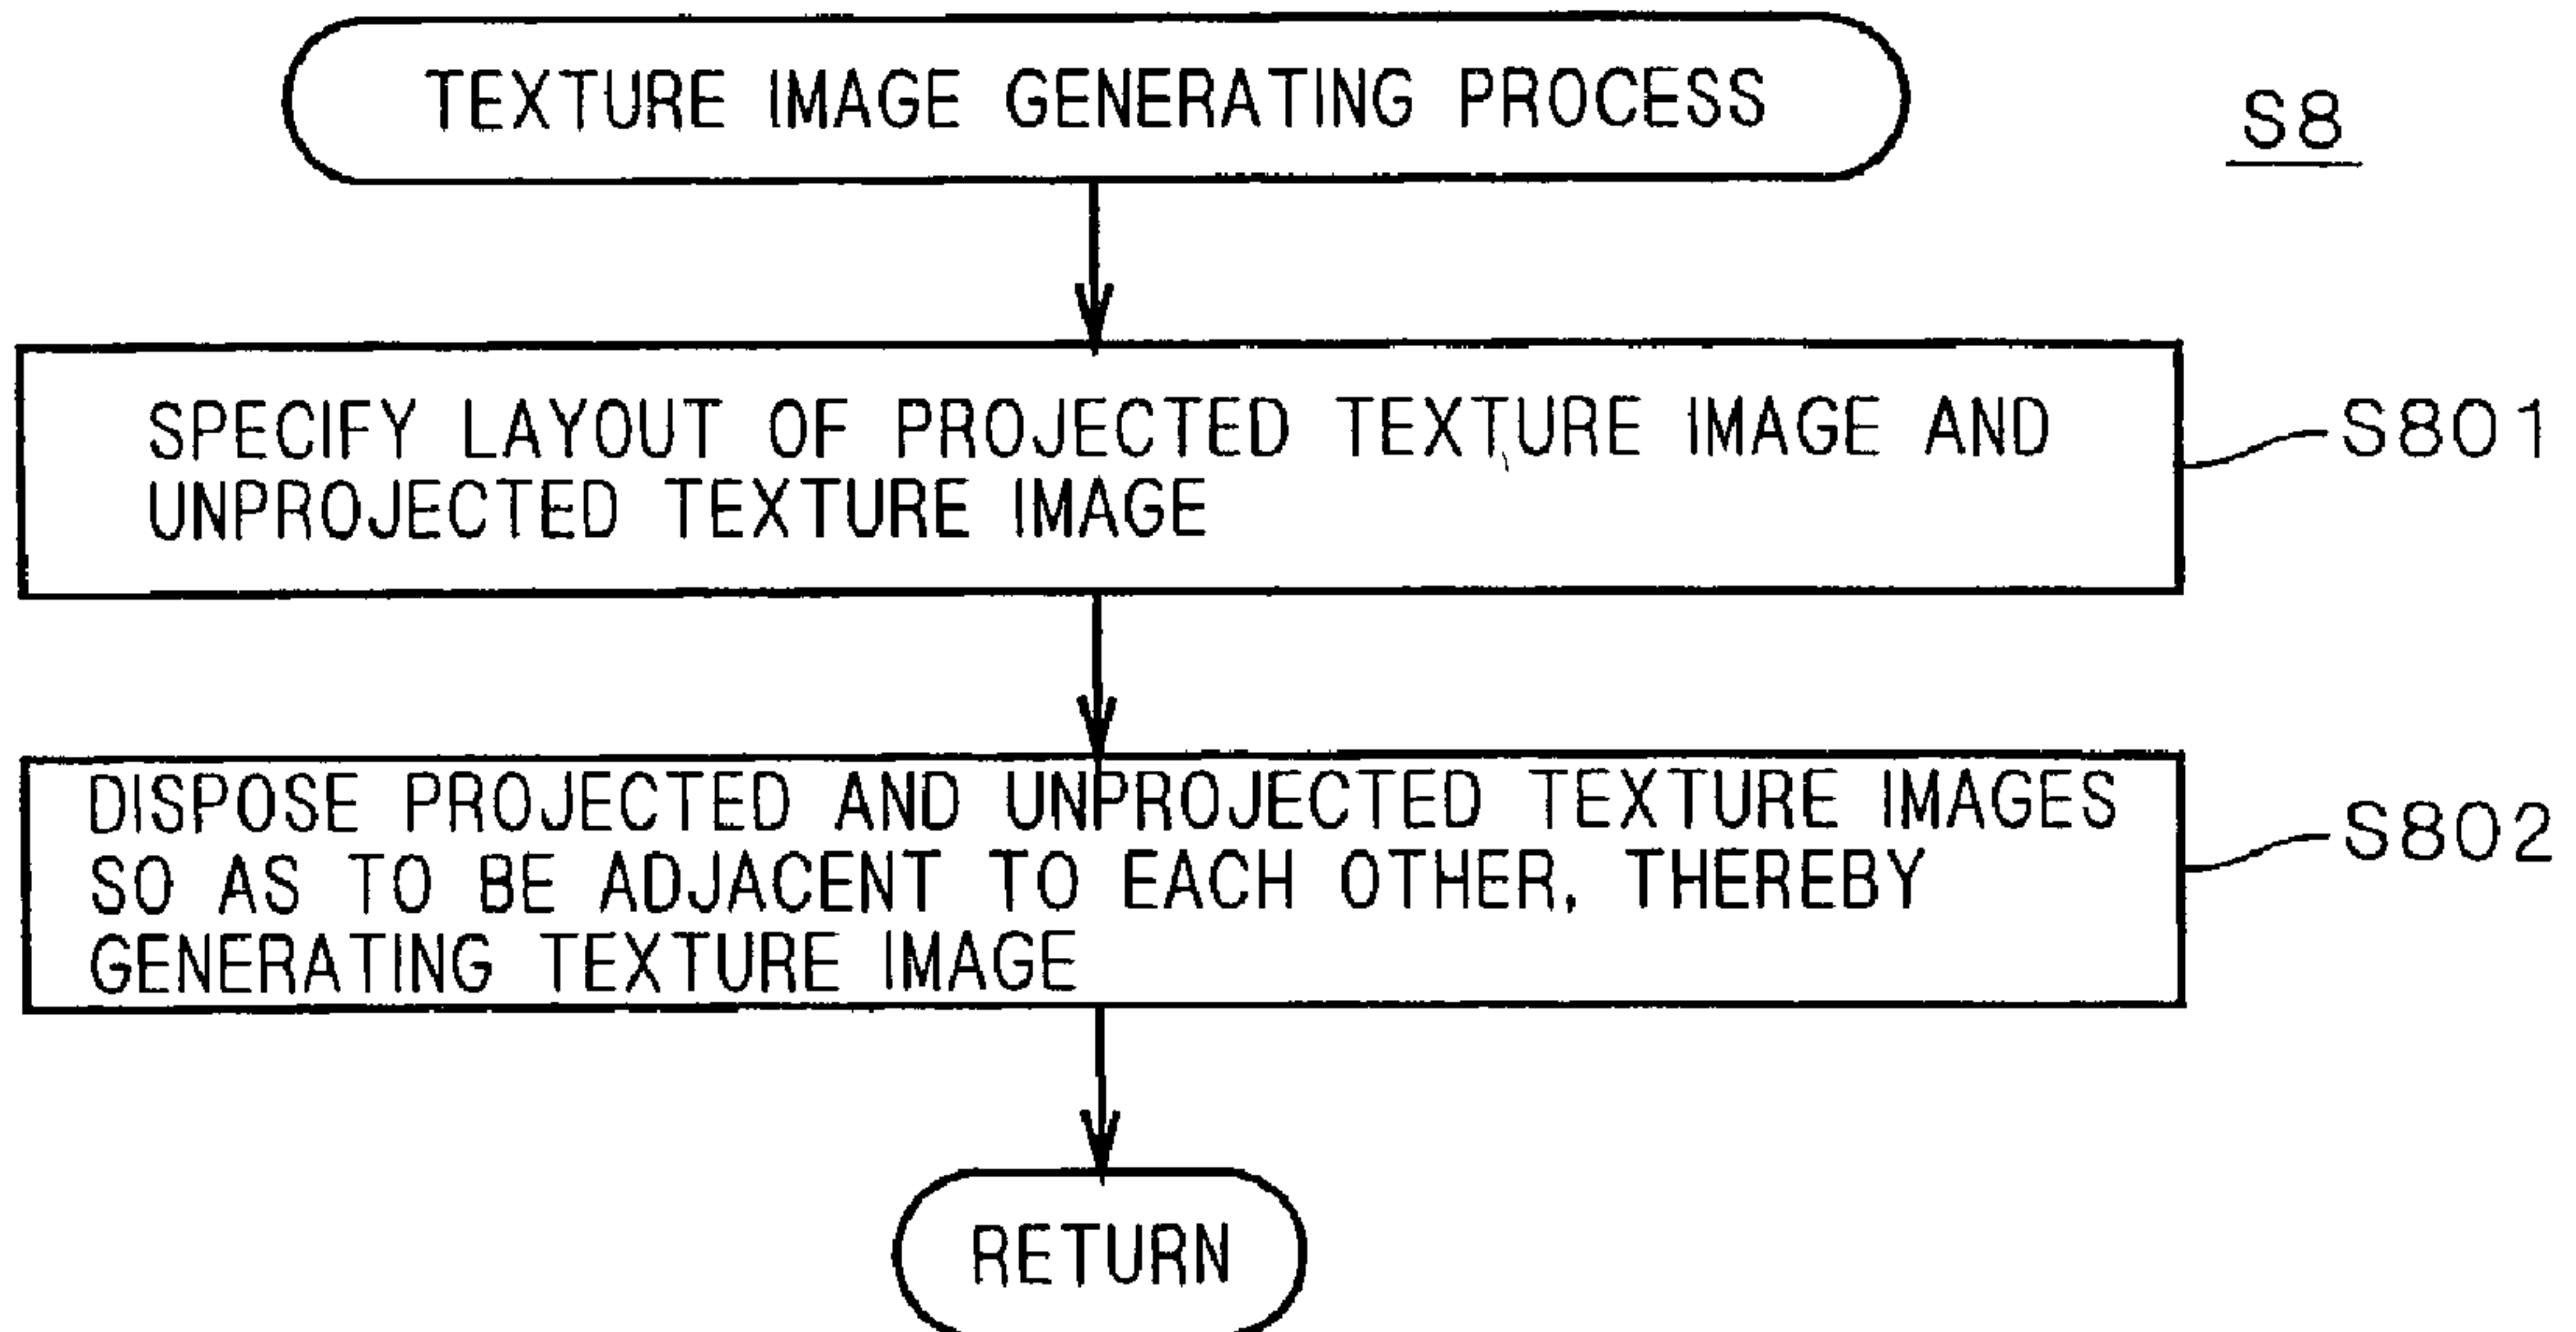 TEXTURE IMAGE GENERATING PROCESS
S8
SPECIFY LAYOUT OF PROJECTED TEXTURE IMAGE AND
UNPROJECTED TEXTURE IMAGE
S801
DISPOSE PROJECTED AND UNPROJECTED TEXTURE IMAGES
SO AS TO BE ADJACENT TO EACH OTHER, THEREBY
GENERATING TEXTURE IMAGE
S802
RETURN